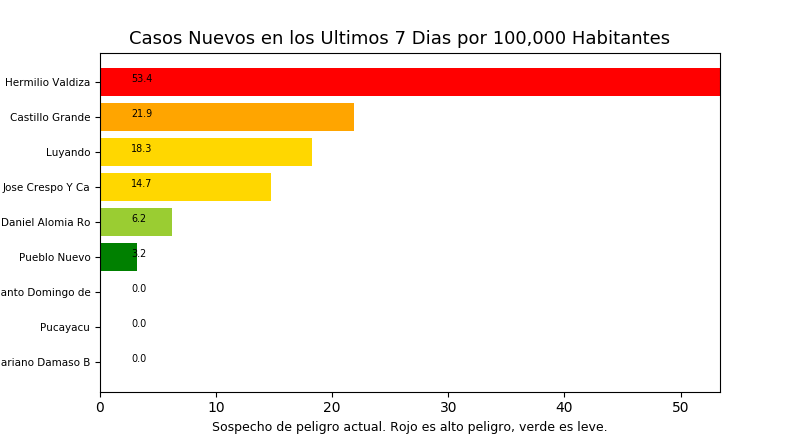 Casos Nuevos en los Ultimos 7 Dias por 100,000 Habitantes
Hermilio Valdiza 53.4
Castillo Grande 21.9
Luyando 18.3
Jose Crespo Y Ca 14.7
Daniel Alomia Ro 6.2
Pueblo Nuevo 3.2
anto Domingo de 0.0
Pucayacu 0.0
ariano Damaso B 0.0
0 10 20 30 40 50
Sospecho de peligro actual. Rojo es alto peligro, verde es leve.